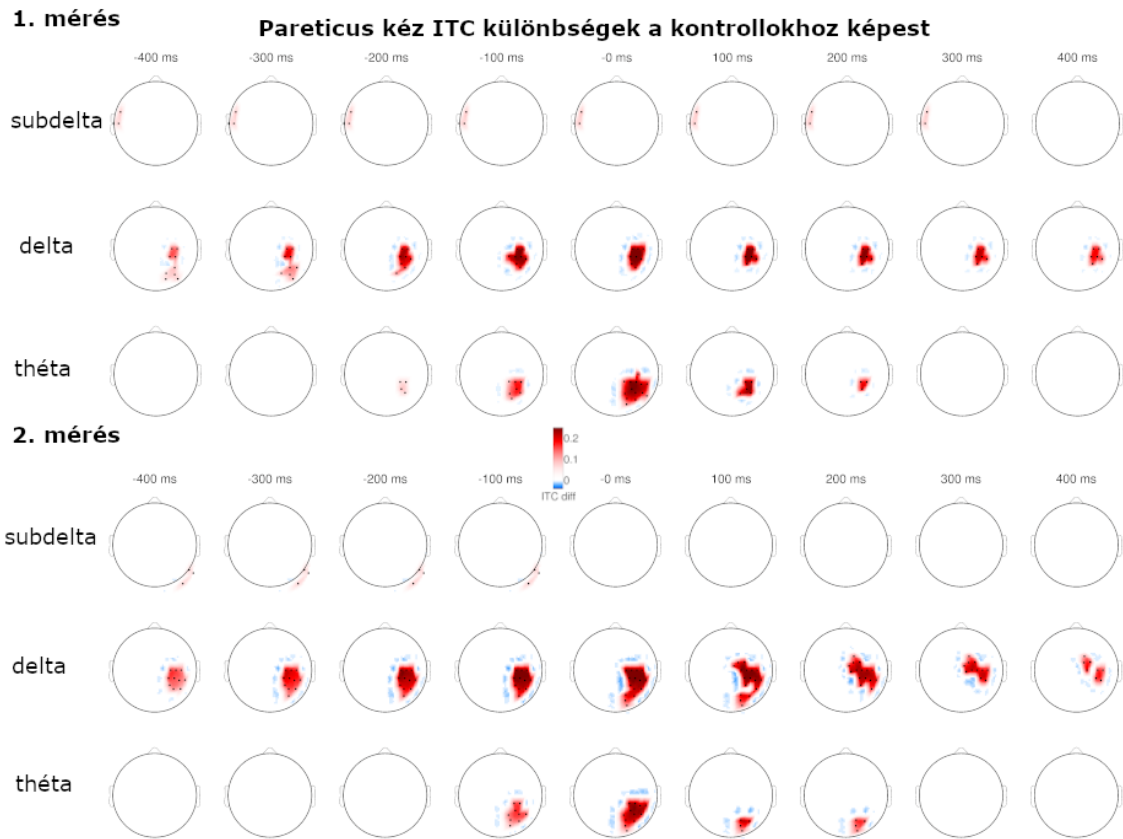 1. mérés
Pareticus kéz ITC különbségek a kontrollokhoz képest
-400 ms -300 ms -200 ms -100 ms -0 ms 100 ms 200 ms 300 ms 400 ms
subdelta
delta
théta
2. mérés
0.2
0.1
0
ITC diff
-400 ms -300 ms -200 ms -100 ms -0 ms 100 ms 200 ms 300 ms 400 ms
subdelta
delta
théta